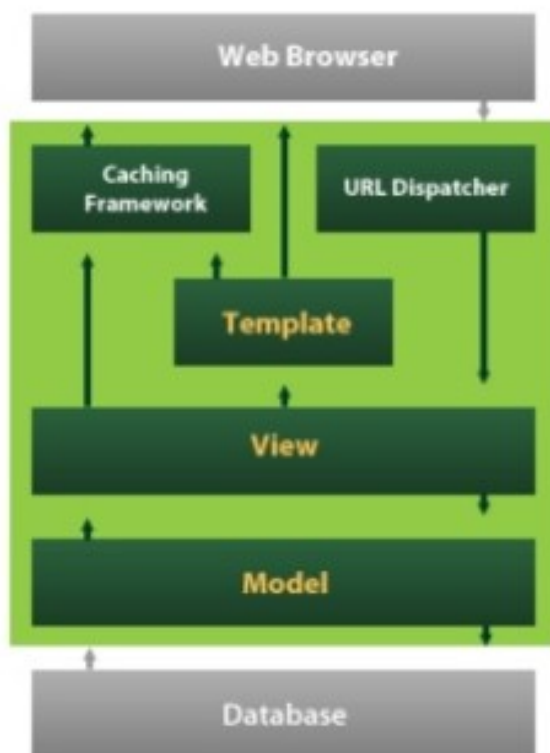 Web Browser
Caching
Framework
URL Dispatcher
Template
View
Model
Database